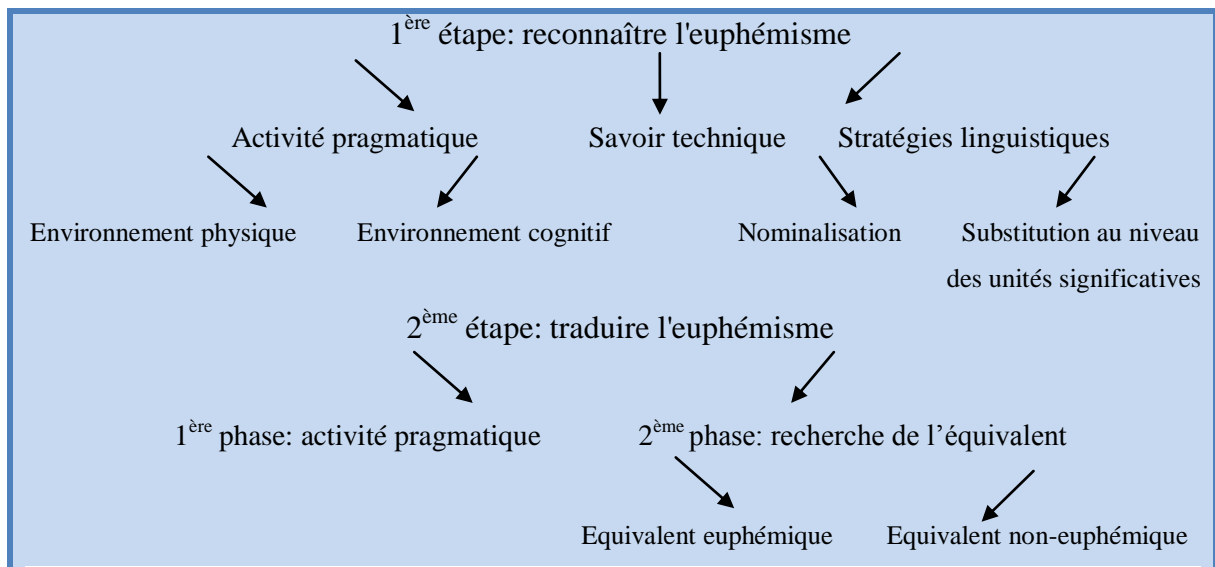 1ère étape: reconnaître l'euphémisme
Activité pragmatique Savoir technique Stratégies linguistiques
Environnement physique Environnement cognitif Nominalisation Substitution au niveau
des unités significatives
2ème étape: traduire l'euphémisme
1ère phase: activité pragmatique 2ème phase: recherche de l’équivalent
Equivalent euphémique Equivalent non-euphémique